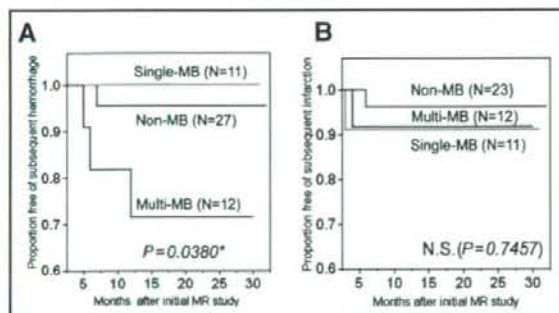 A
Proportion free of subsequent hemorrhage
1.0
0.9
0.8
0.7
0.6
Single-MB (N=11)
Non-MB (N=27)
Multi-MB (N=12)
P=0.0380*
5 10 15 20 25 30
Months after initial MR study
B
Proportion free of subsequent infarction
1.0
0.9
0.8
0.7
0.6
Non-MB (N=23)
Multi-MB (N=12)
Single-MB (N=11)
N.S.(P=0.7457)
5 10 15 20 25 30
Months after initial MR study